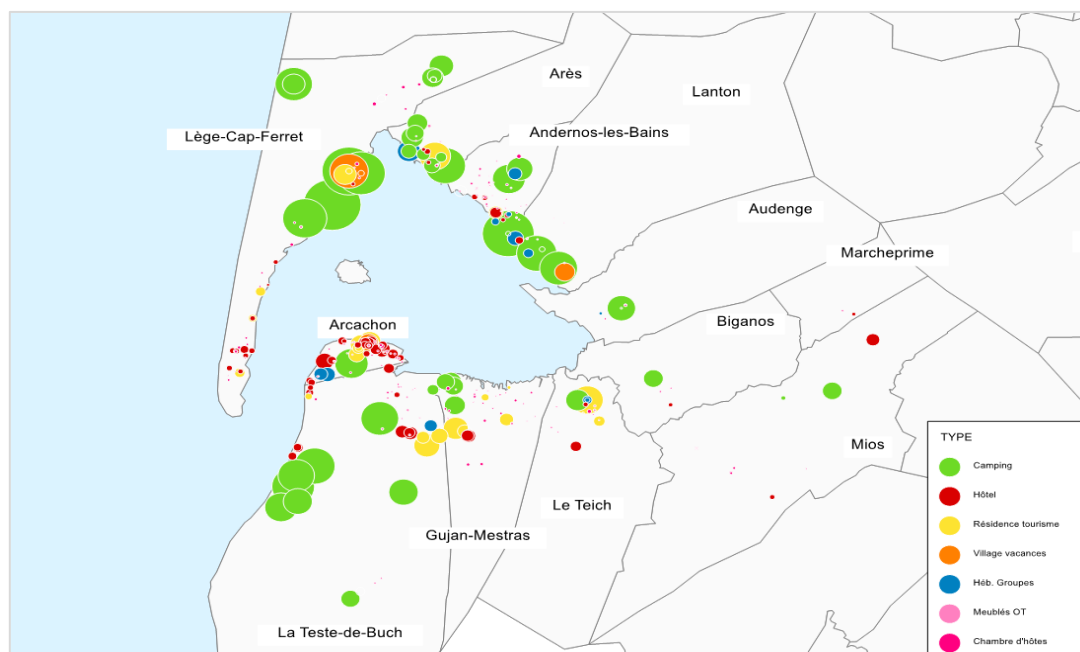 Arès
Lanton
Lège-Cap-Ferret
Andernos-les-Bains
Audenge
Marcheprime
Arcachon
Biganos
Mios
Le Teich
Gujan-Mestras
La Teste-de-Buch
TYPE
Camping
Hôtel
Résidence tourisme
Village vacances
Héb. Groupes
Meublés OT
Chambre d'hôtes